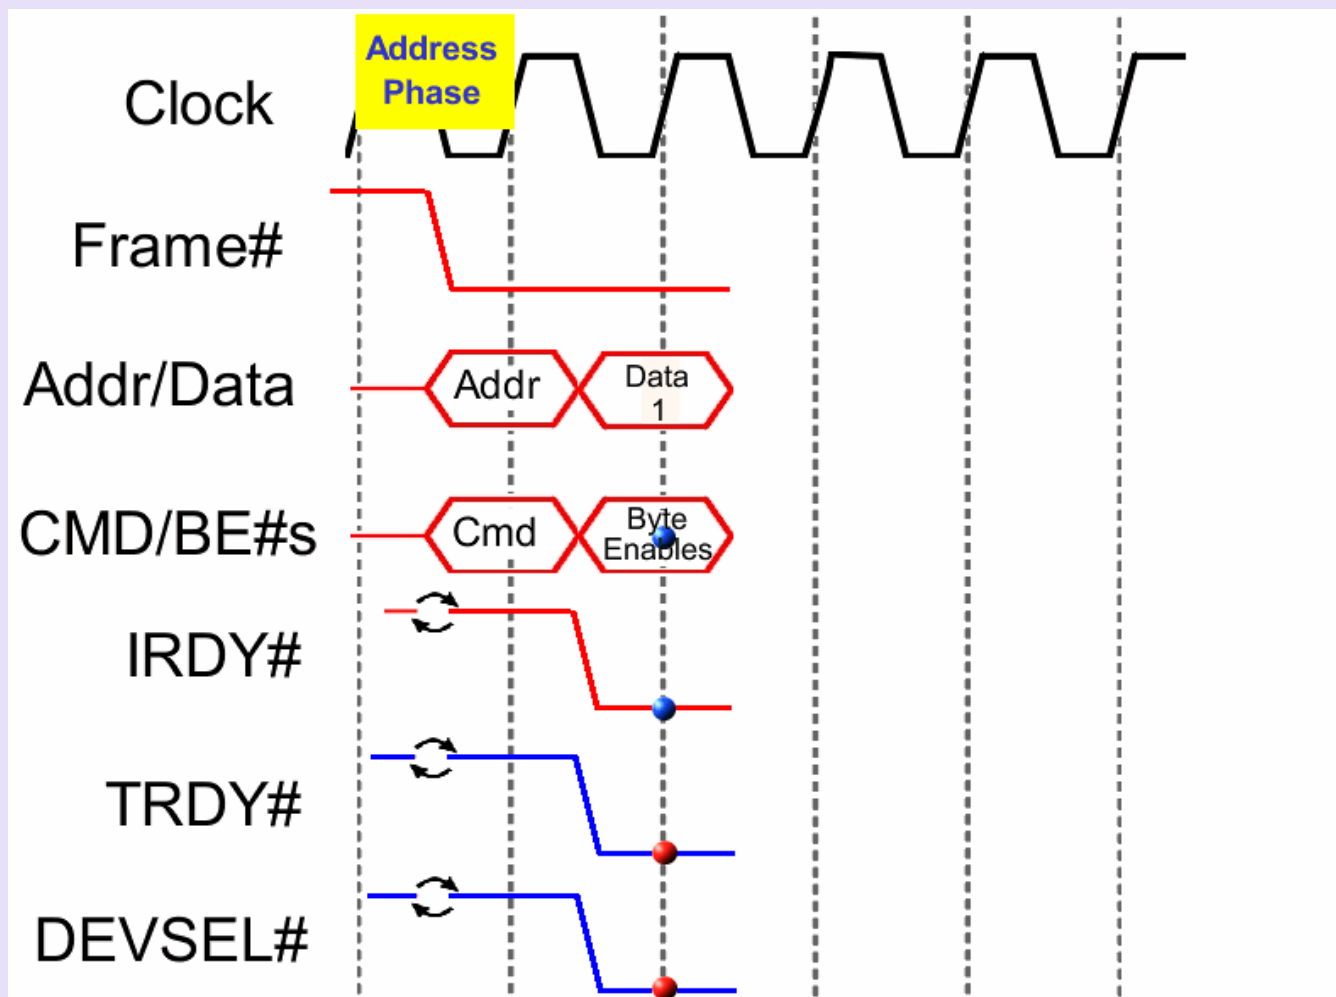 Address
Phase
Clock
Frame#
Addr/Data
Addr
Data
1
CMD/BE#s
Cmd
Byte
Enables
IRDY#
TRDY#
DEVSEL#